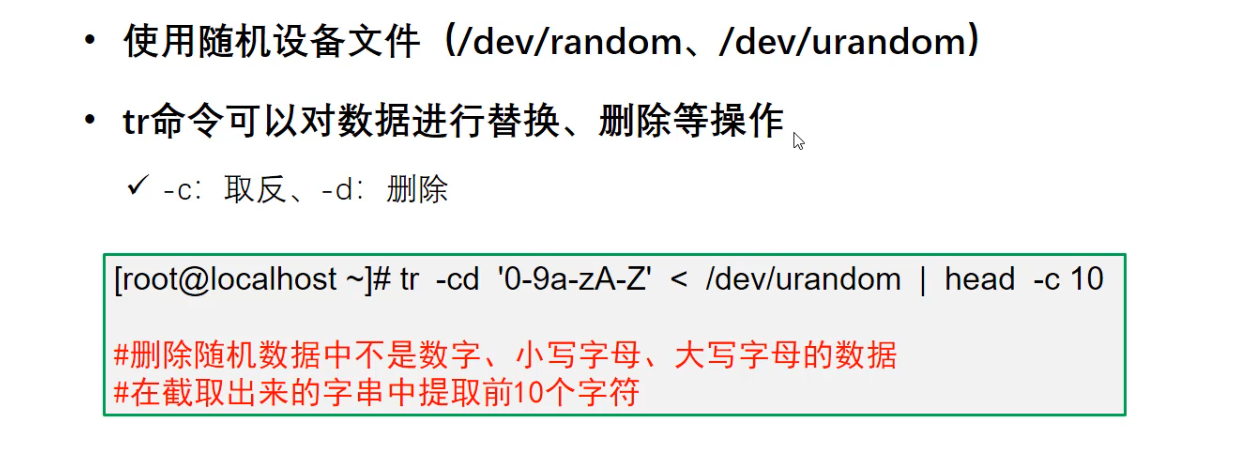 • 使用随机设备文件（/dev/random、/dev/urandom）
• tr命令可以对数据进行替换、删除等操作
✓ -c：取反、-d：删除
[root@localhost ~]# tr -cd '0-9a-zA-Z' < /dev/urandom | head -c 10
#删除随机数据中不是数字、小写字母、大写字母的数据
#在截取出来的字串中提取前10个字符